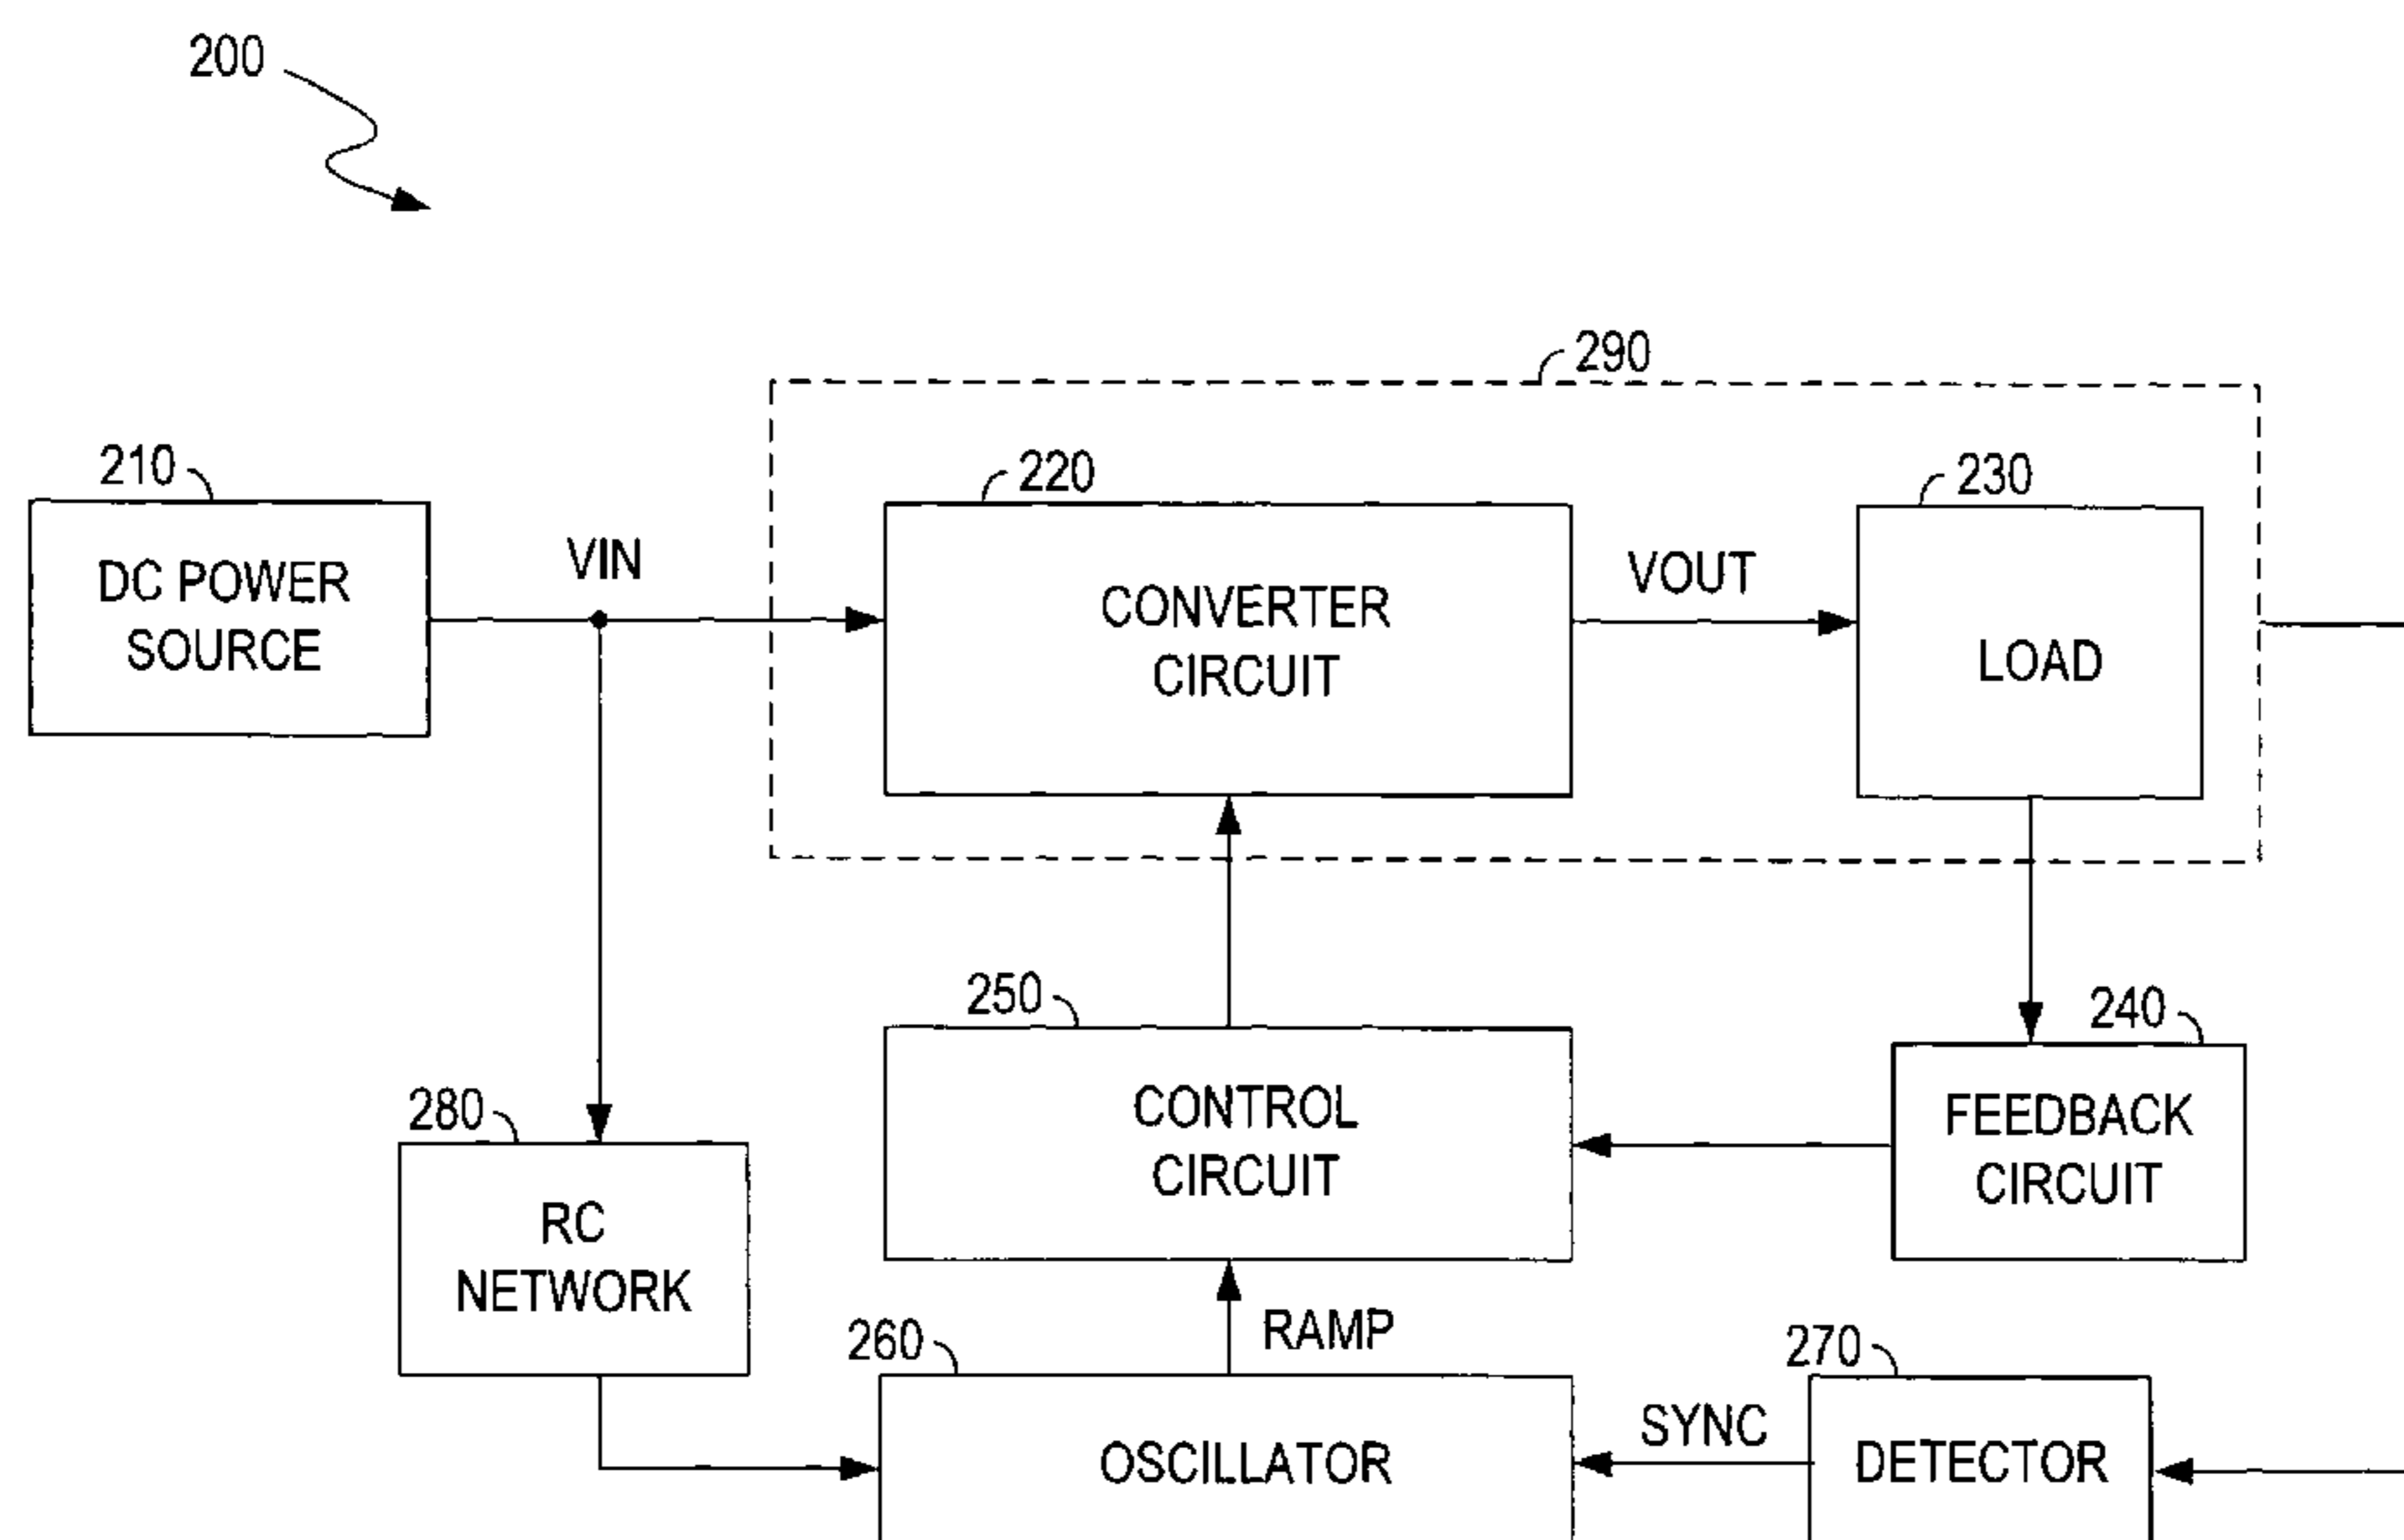 200
290
210
220
230
DC POWER
SOURCE
VIN
CONVERTER
CIRCUIT
VOUT
LOAD
250
240
280
CONTROL
CIRCUIT
FEEDBACK
CIRCUIT
RC
NETWORK
260
RAMP
270
OSCILLATOR
SYNC
DETECTOR